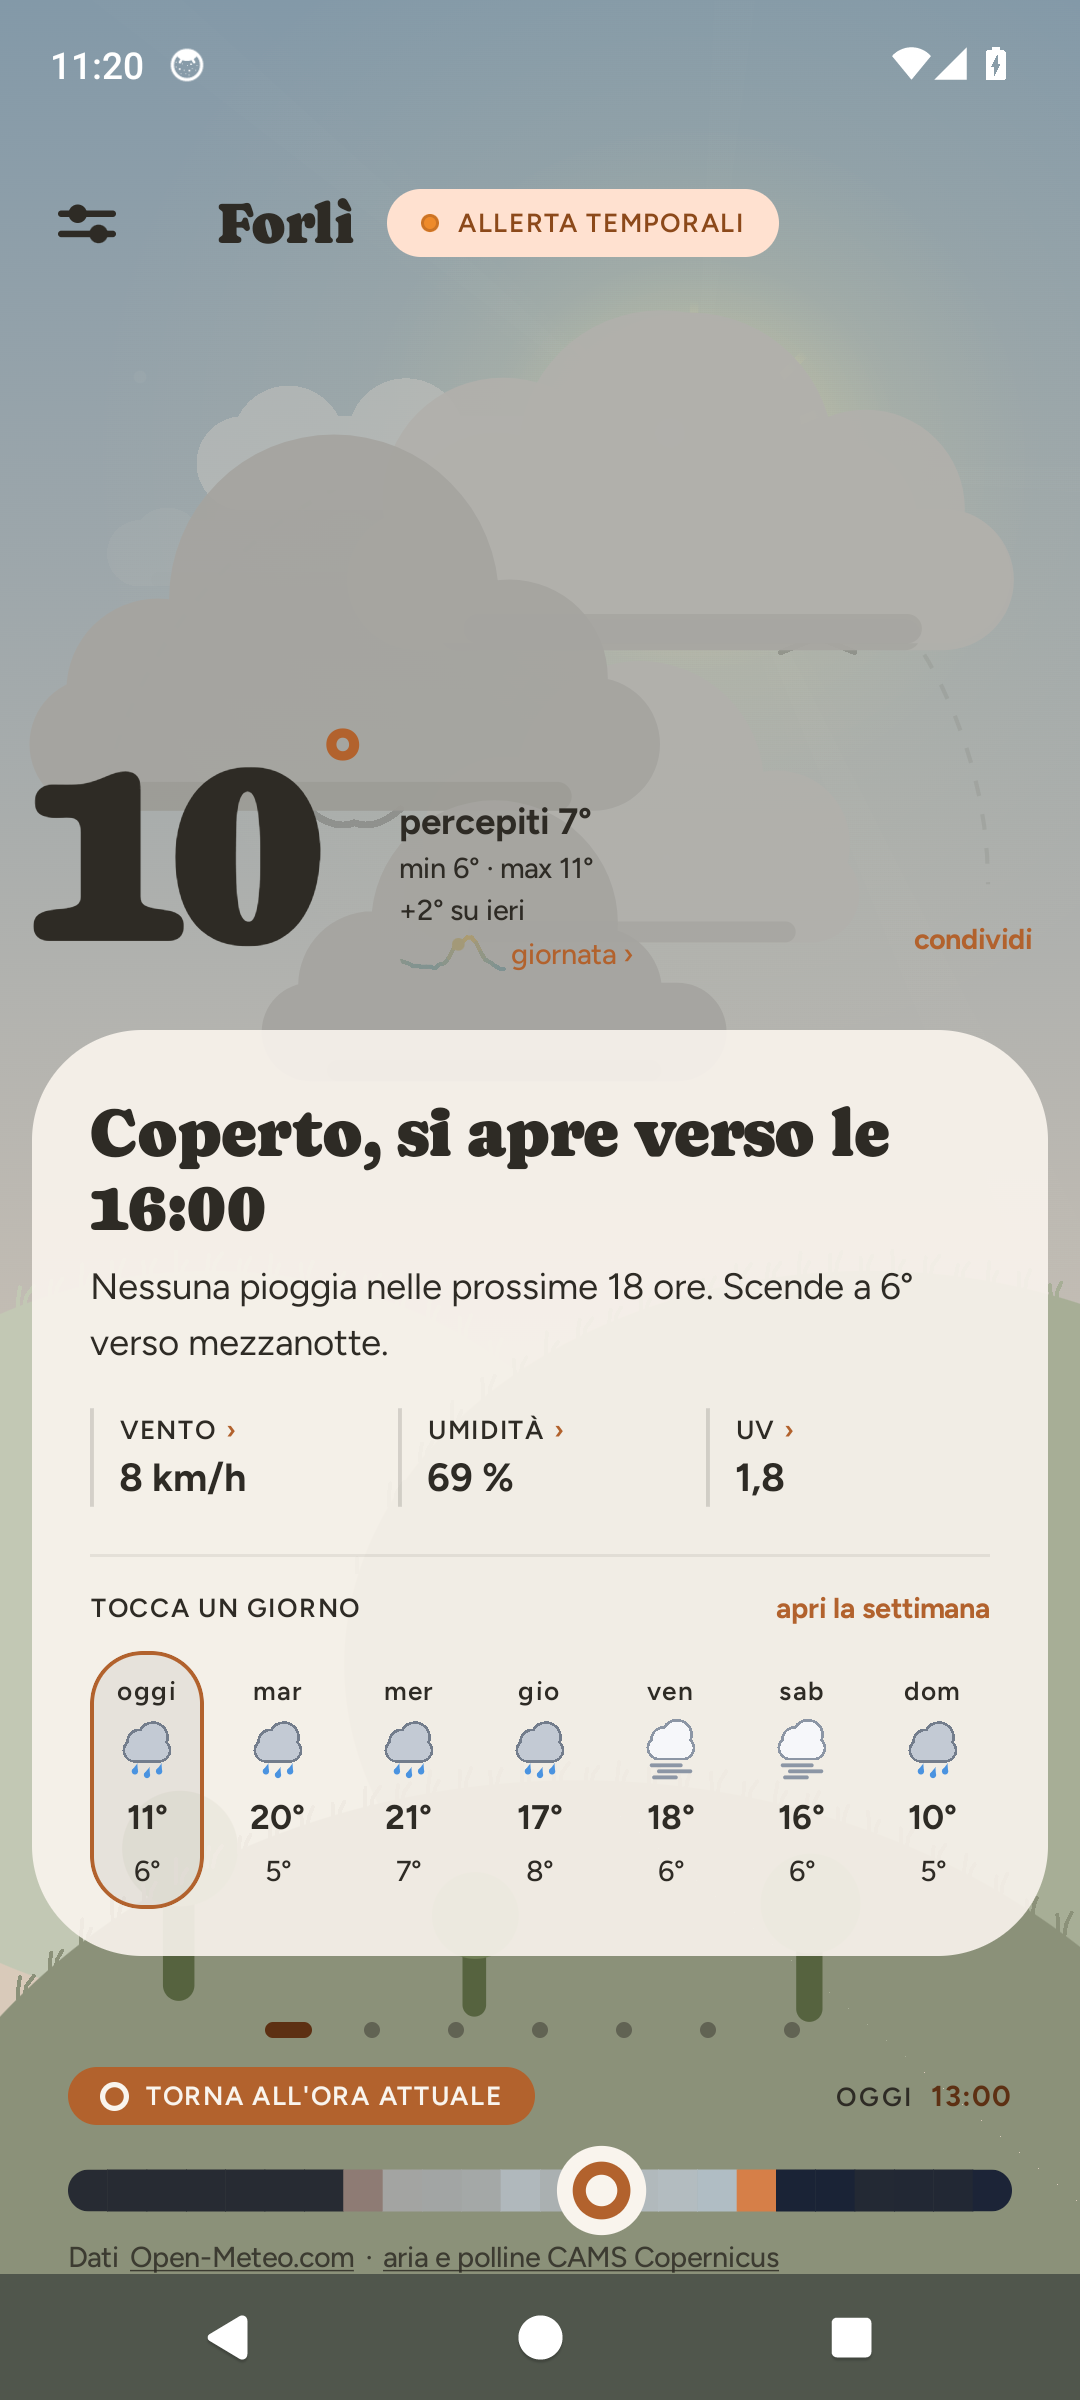 11:20
Forlì
ALLERTA TEMPORALI
10°
percepiti 7°
min 6° · max 11°
+2° su ieri
giornata ›
condividi
Coperto, si apre verso le
16:00
Nessuna pioggia nelle prossime 18 ore. Scende a 6°
verso mezzanotte.
VENTO › UMIDITÀ › UV ›
8 km/h 69 % 1,8
TOCCA UN GIORNO apri la settimana
oggi mar mer gio ven sab dom
11° 20° 21° 17° 18° 16° 10°
6° 5° 7° 8° 6° 6° 5°
TORNA ALL'ORA ATTUALE OGGI 13:00
Dati Open-Meteo.com · aria e polline CAMS Copernicus